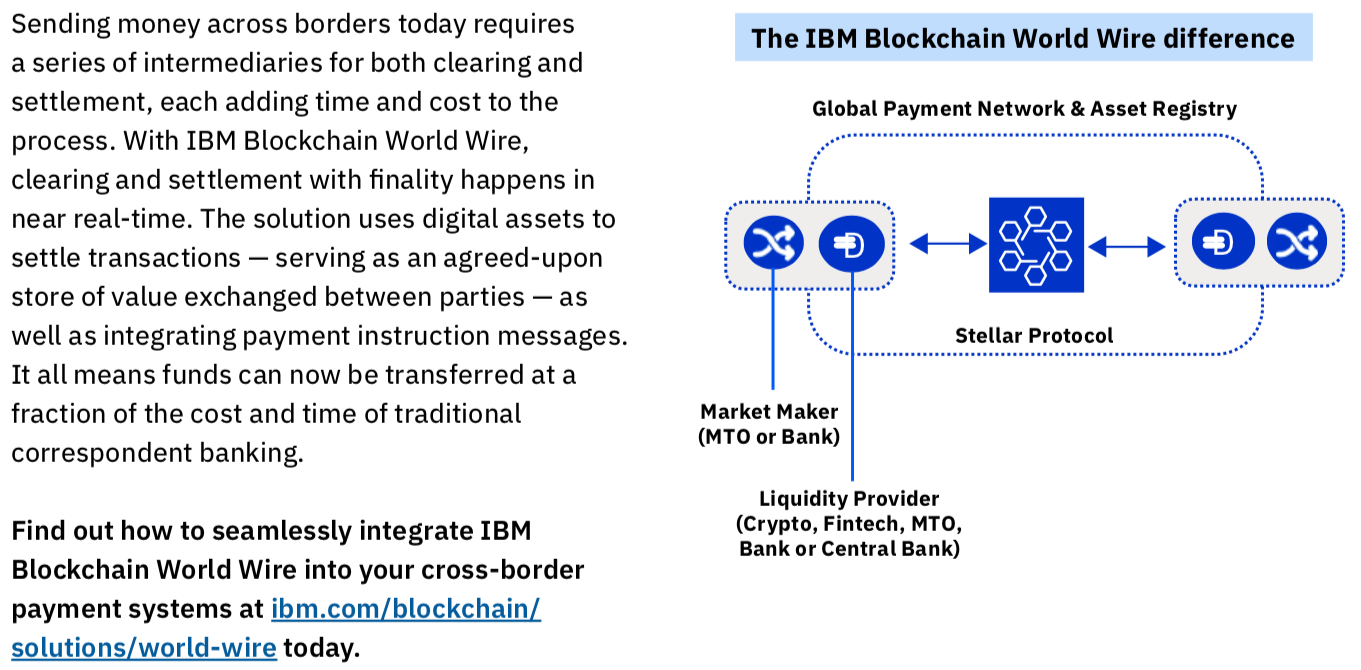 Sending money across borders today requires
a series of intermediaries for both clearing and
settlement, each adding time and cost to the
process. With IBM Blockchain World Wire,
clearing and settlement with finality happens in
near real-time. The solution uses digital assets to
settle transactions — serving as an agreed-upon
store of value exchanged between parties — as
well as integrating payment instruction messages.
It all means funds can now be transferred at a
fraction of the cost and time of traditional
correspondent banking.
Find out how to seamlessly integrate IBM
Blockchain World Wire into your cross-border
payment systems at ibm.com/blockchain/
solutions/world-wire today.
The IBM Blockchain World Wire difference
Global Payment Network & Asset Registry
Stellar Protocol
Market Maker
(MTO or Bank)
Liquidity Provider
(Crypto, Fintech, MTO,
Bank or Central Bank)